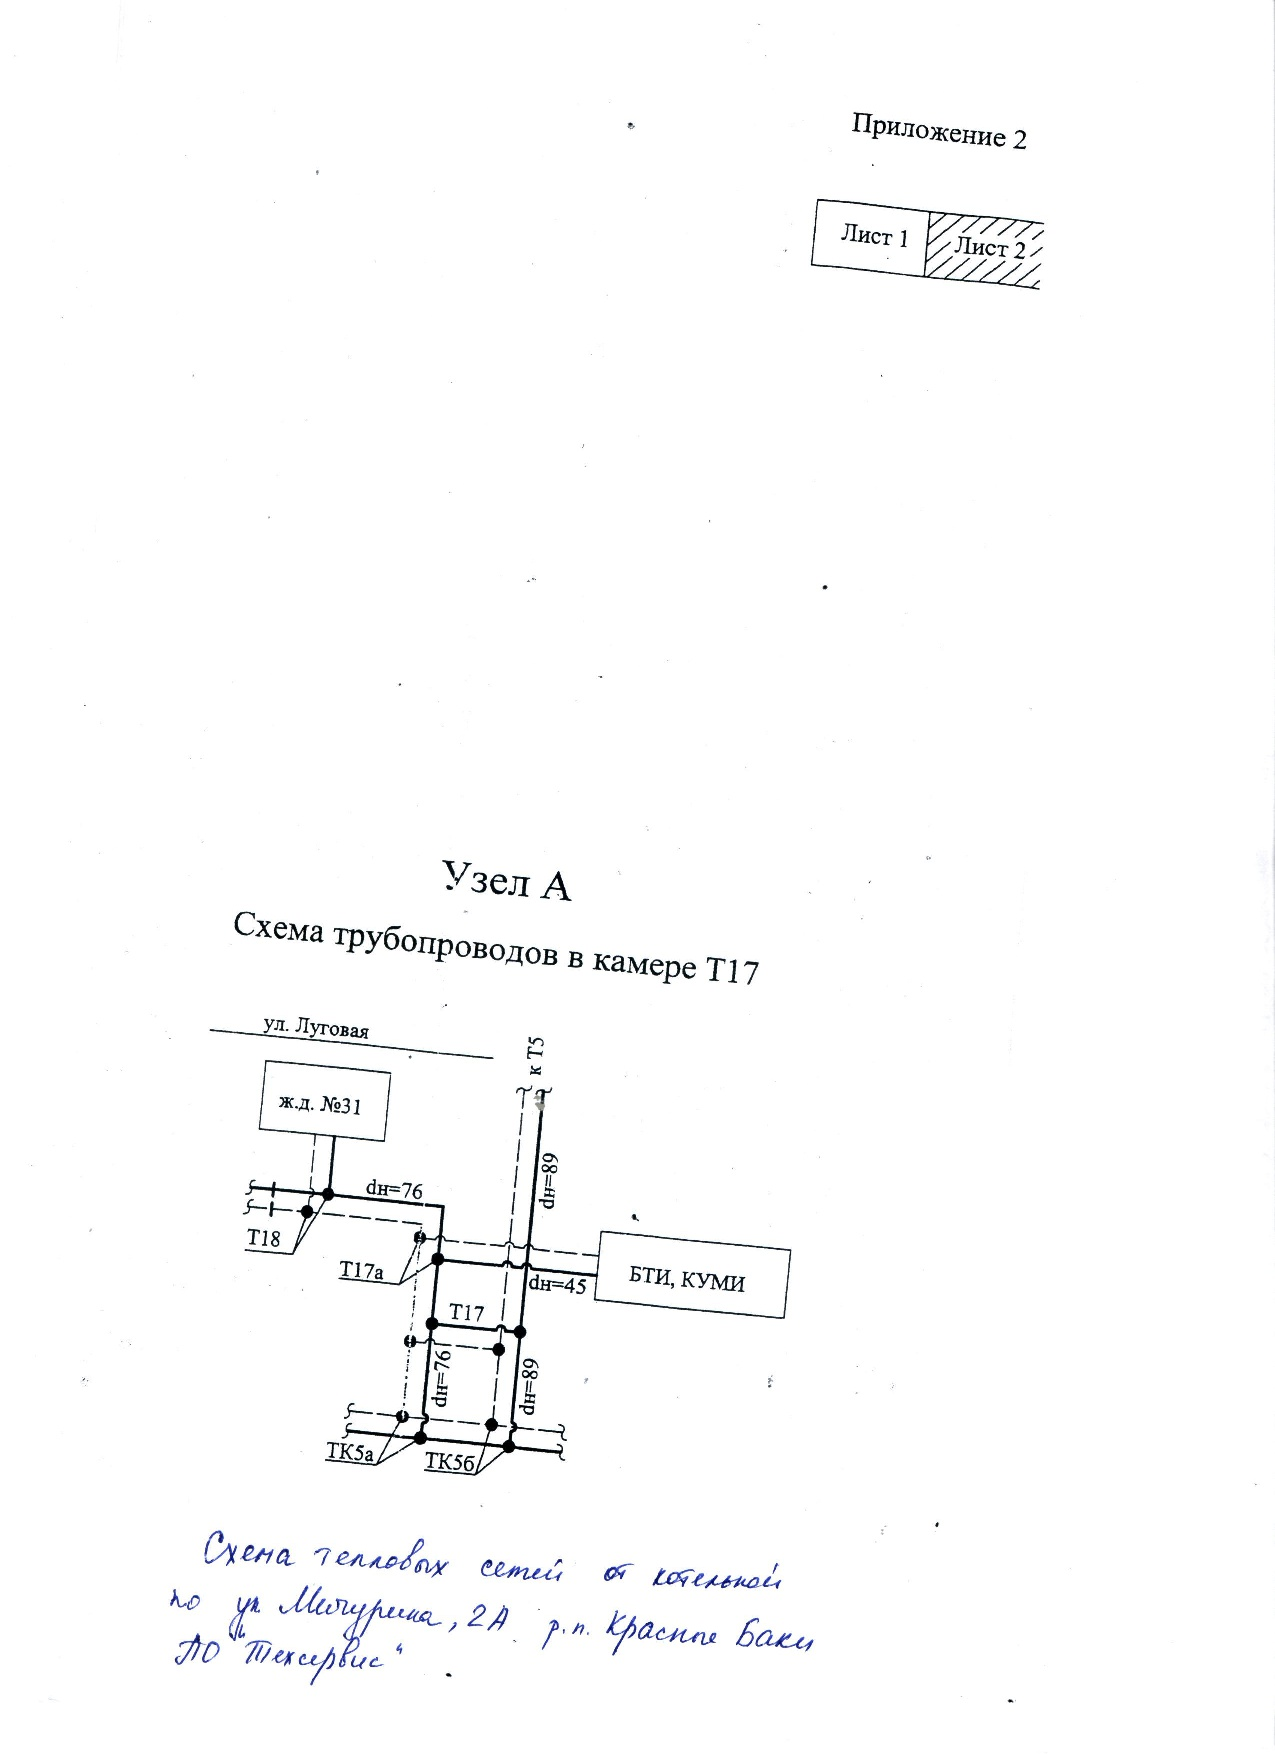 Приложение 2
Лист 1
Лист 2
Узел А
Схема трубопроводов в камере Т17
ул. Луговая
к Т5
ж.д. №31
dн=76
dн=89
Т18
Т17а
dн=45
БТИ, КУМИ
Т17
dн=76
dн=89
ТК5а
ТК5б
Схема тепловых сетей от котельной
по ул. Мичурина, 2А р.п. Красные Баки
ПО "Техсервис"